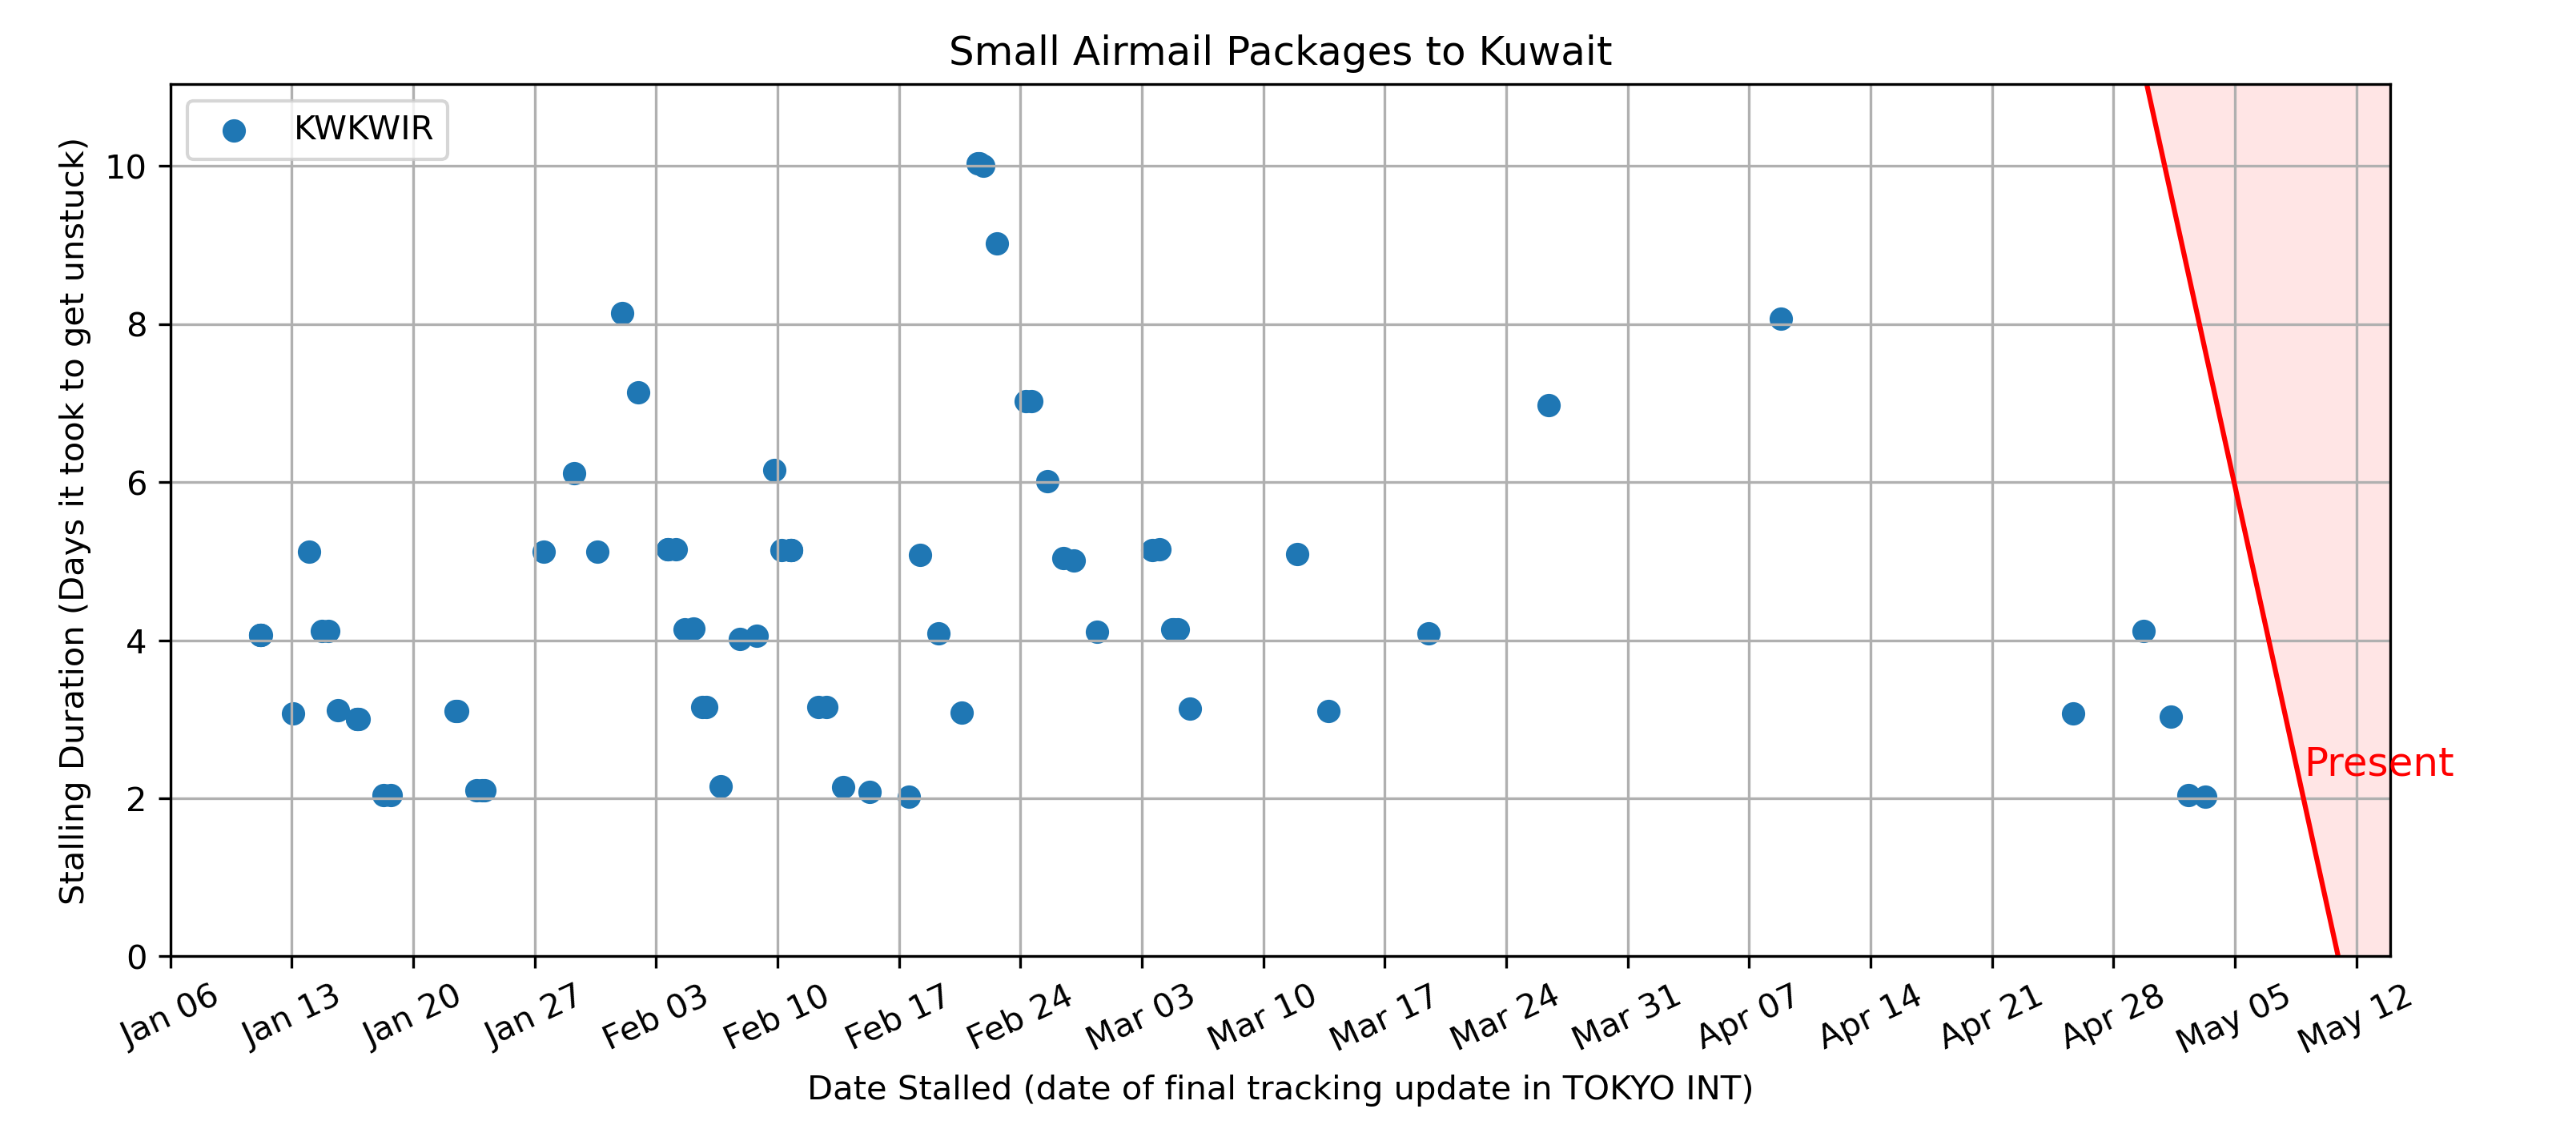 Small Airmail Packages to Kuwait
KWKWIR
Stalling Duration (Days it took to get unstuck)
10
8
6
4
2
0
Present
Jan 06
Jan 13
Jan 20
Jan 27
Feb 03
Feb 10
Feb 17
Feb 24
Mar 03
Mar 10
Mar 17
Mar 24
Mar 31
Apr 07
Apr 14
Apr 21
Apr 28
May 05
May 12
Date Stalled (date of final tracking update in TOKYO INT)